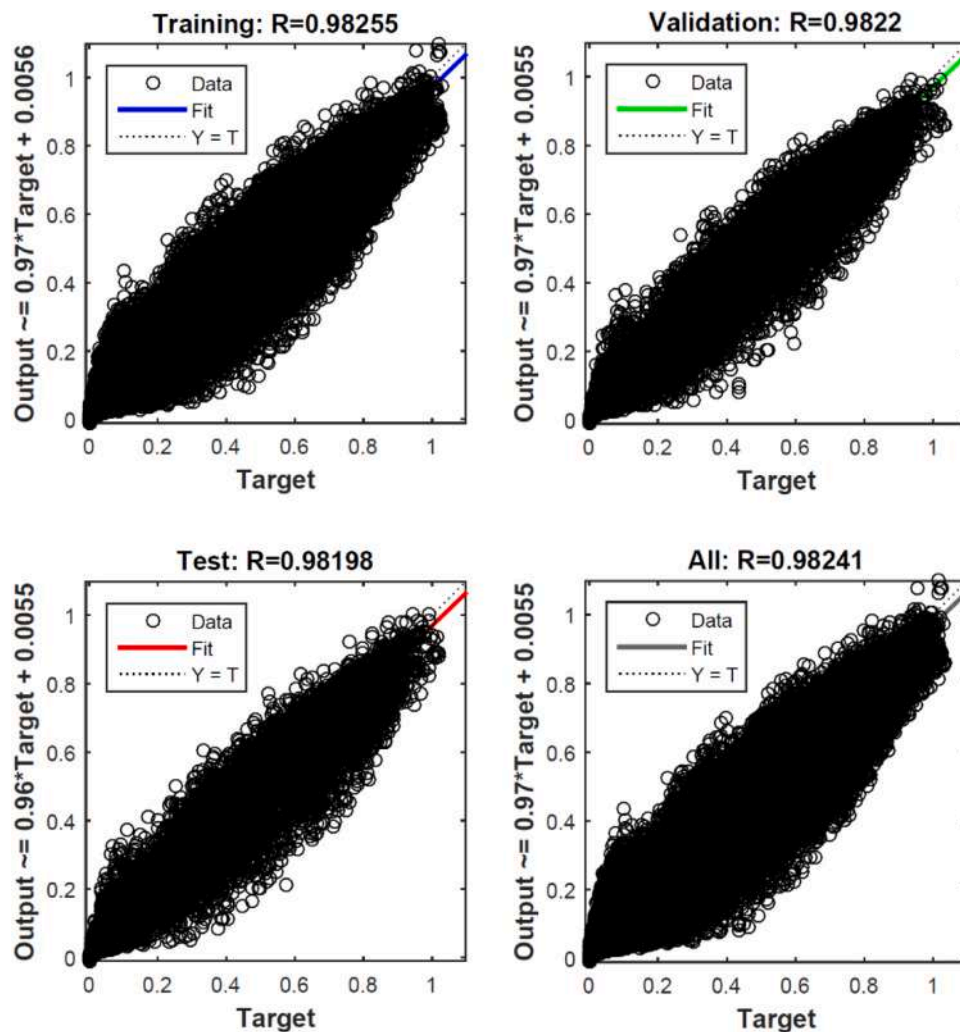 Training: R=0.98255
Output ~= 0.97*Target + 0.0056
1
0.8
0.6
0.4
0.2
0
Data
Fit
Y = T
0
0.2
0.4
0.6
0.8
1
Target
Validation: R=0.9822
Output ~= 0.97*Target + 0.0055
1
0.8
0.6
0.4
0.2
0
Data
Fit
Y = T
0
0.2
0.4
0.6
0.8
1
Target
Test: R=0.98198
Output ~= 0.96*Target + 0.0055
1
0.8
0.6
0.4
0.2
0
Data
Fit
Y = T
0
0.2
0.4
0.6
0.8
1
Target
All: R=0.98241
Output ~= 0.97*Target + 0.0055
1
0.8
0.6
0.4
0.2
0
Data
Fit
Y = T
0
0.2
0.4
0.6
0.8
1
Target